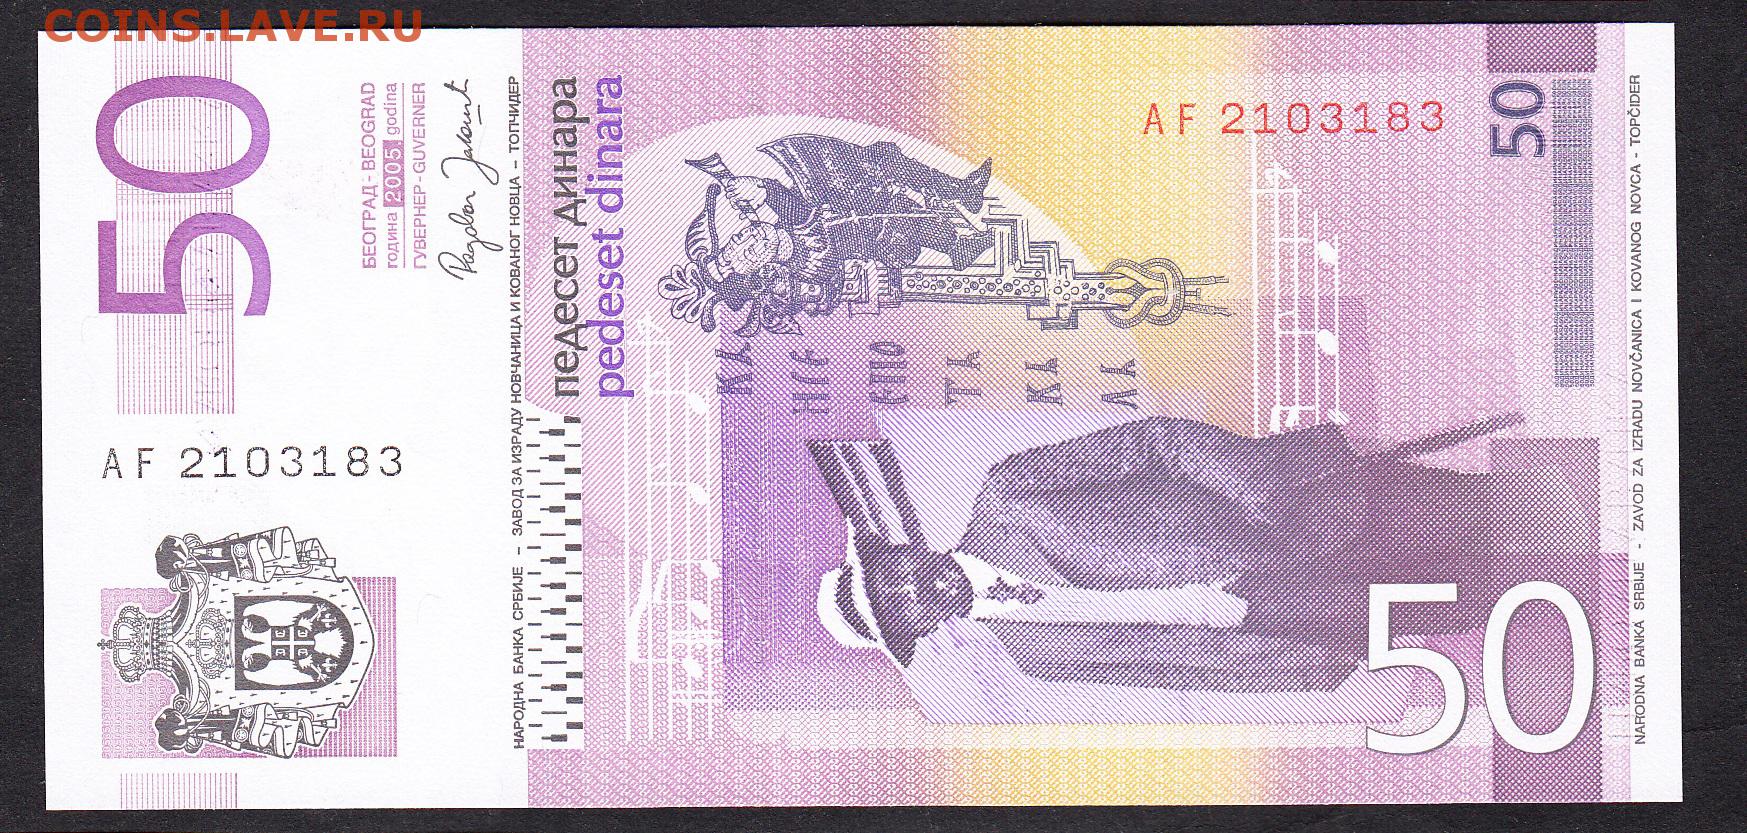 COINS.LAVE.RU
50
БЕОГРАД - BEOGRAD
година 2005 godina
ГУВЕРНЕР - GUVERNER
AF 2103183
НАРОДНА БАНКА СРБИЈЕ – ЗАВОД ЗА ИЗРАДУ НОВЧАНИЦА И КОВАНОГ НОВЦА – ТОПЧИДЕР
педесет динара
pedeset dinara
AF 2103183
50
50
NARODNA BANKA SRBIJE - ZAVOD ZA IZRADU NOVČANICA I KOVANOG NOVCA - TOPČIDER